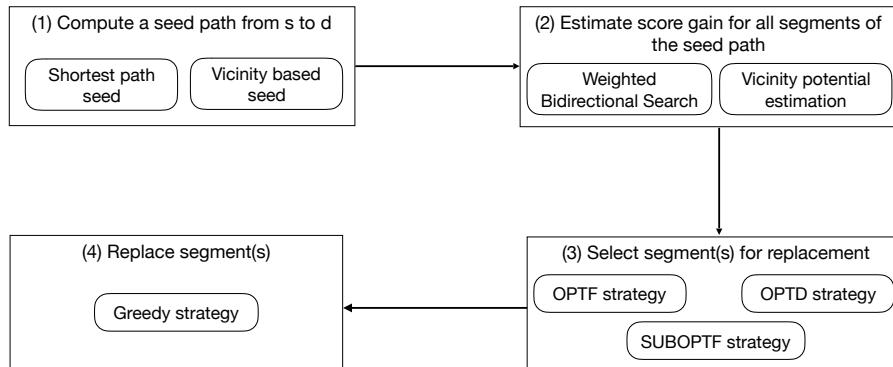 (1) Compute a seed path from s to d
Shortest path
seed
Vicinity based
seed
(2) Estimate score gain for all segments of
the seed path
Weighted
Bidirectional Search
Vicinity potential
estimation
(3) Select segment(s) for replacement
OPTF strategy
OPTD strategy
SUBOPTF strategy
(4) Replace segment(s)
Greedy strategy